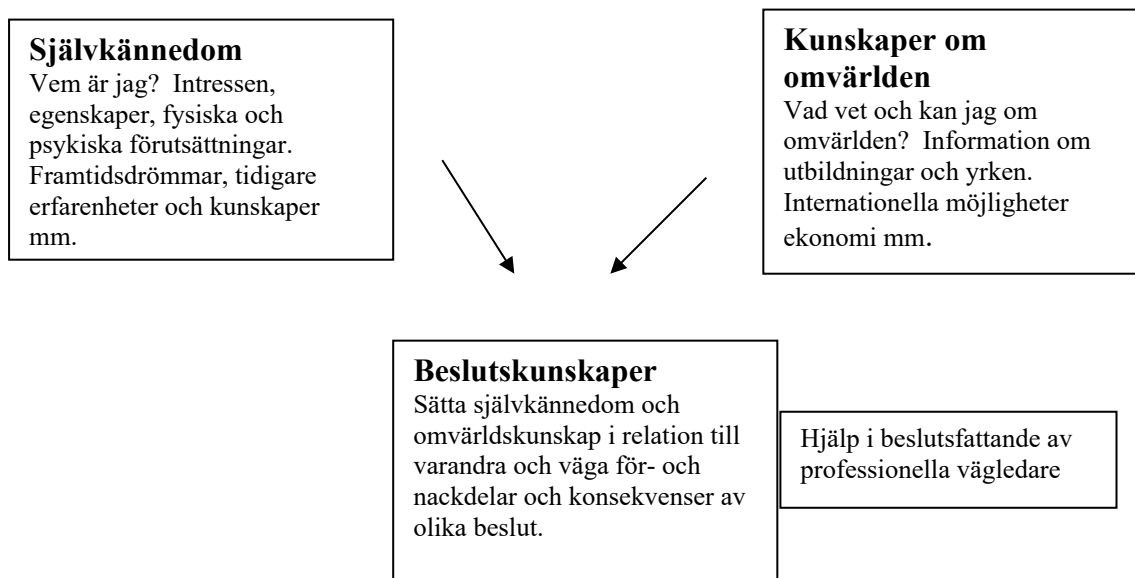 Självkännedom
Vem är jag?  Intressen,
egenskaper, fysiska och
psykiska förutsättningar.
Framtidsdrömmar, tidigare
erfarenheter och kunskaper
mm.
Kunskaper om
omvärlden
Vad vet och kan jag om
omvärlden?  Information om
utbildningar och yrken.
Internationella möjligheter
ekonomi mm.
Beslutskunskaper
Sätta självkännedom och
omvärldskunskap i relation till
varandra och väga för- och
nackdelar och konsekvenser av
olika beslut.
Hjälp i beslutsfattande av
professionella vägledare